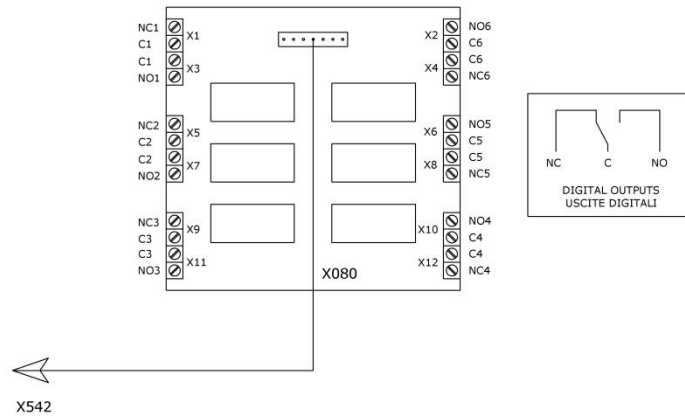 NC1 X1 X2 NO6
C1 C6
C1 X3 X4 C6
NO1 NC6
NC2 X5 X6 NO5
C2 C5
C2 X7 X8 C5
NO2 NC5
NC C NO
DIGITAL OUTPUTS
USCITE DIGITALI
NC3 X9 X10 NO4
C3 C4
C3 X11 X12 C4
NO3 NC4
X080
X542